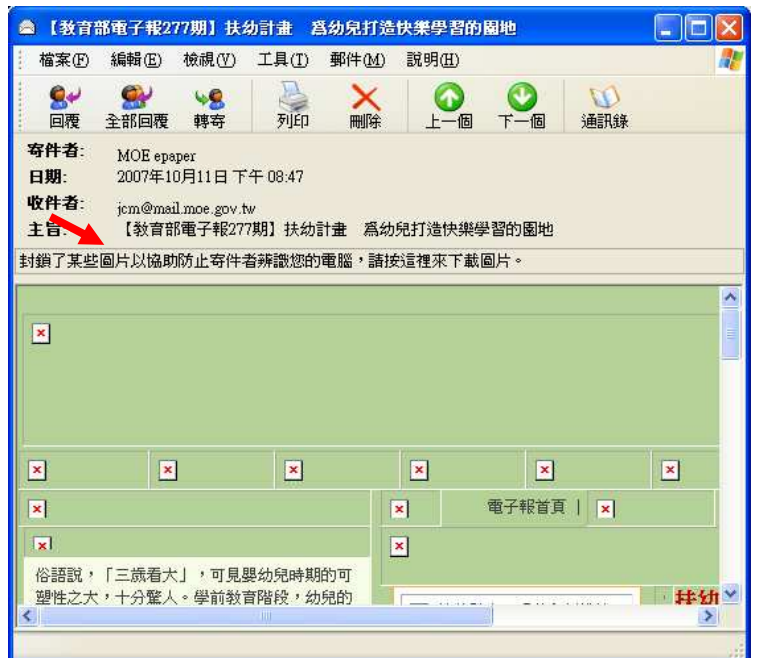 【教育部電子報277期】扶幼計畫 爲幼兒打造快樂學習的園地
檔案(F) 編輯(E) 檢視(V) 工具(T) 郵件(M) 說明(H)
回覆 全部回覆 轉寄 列印 刪除 上一個 下一個 通訊錄
寄件者: MOE epaper
日期: 2007年10月11日 下午 08:47
收件者: jcm@mail.moe.gov.tw
主旨: 【教育部電子報277期】扶幼計畫 爲幼兒打造快樂學習的園地
封鎖了某些圖片以協助防止寄件者辨識您的電腦，請按這裡來下載圖片。
電子報首頁 |
俗語說，「三歲看大」，可見嬰幼兒時期的可
塑性之大，十分驚人。學前教育階段，幼兒的
扶幼